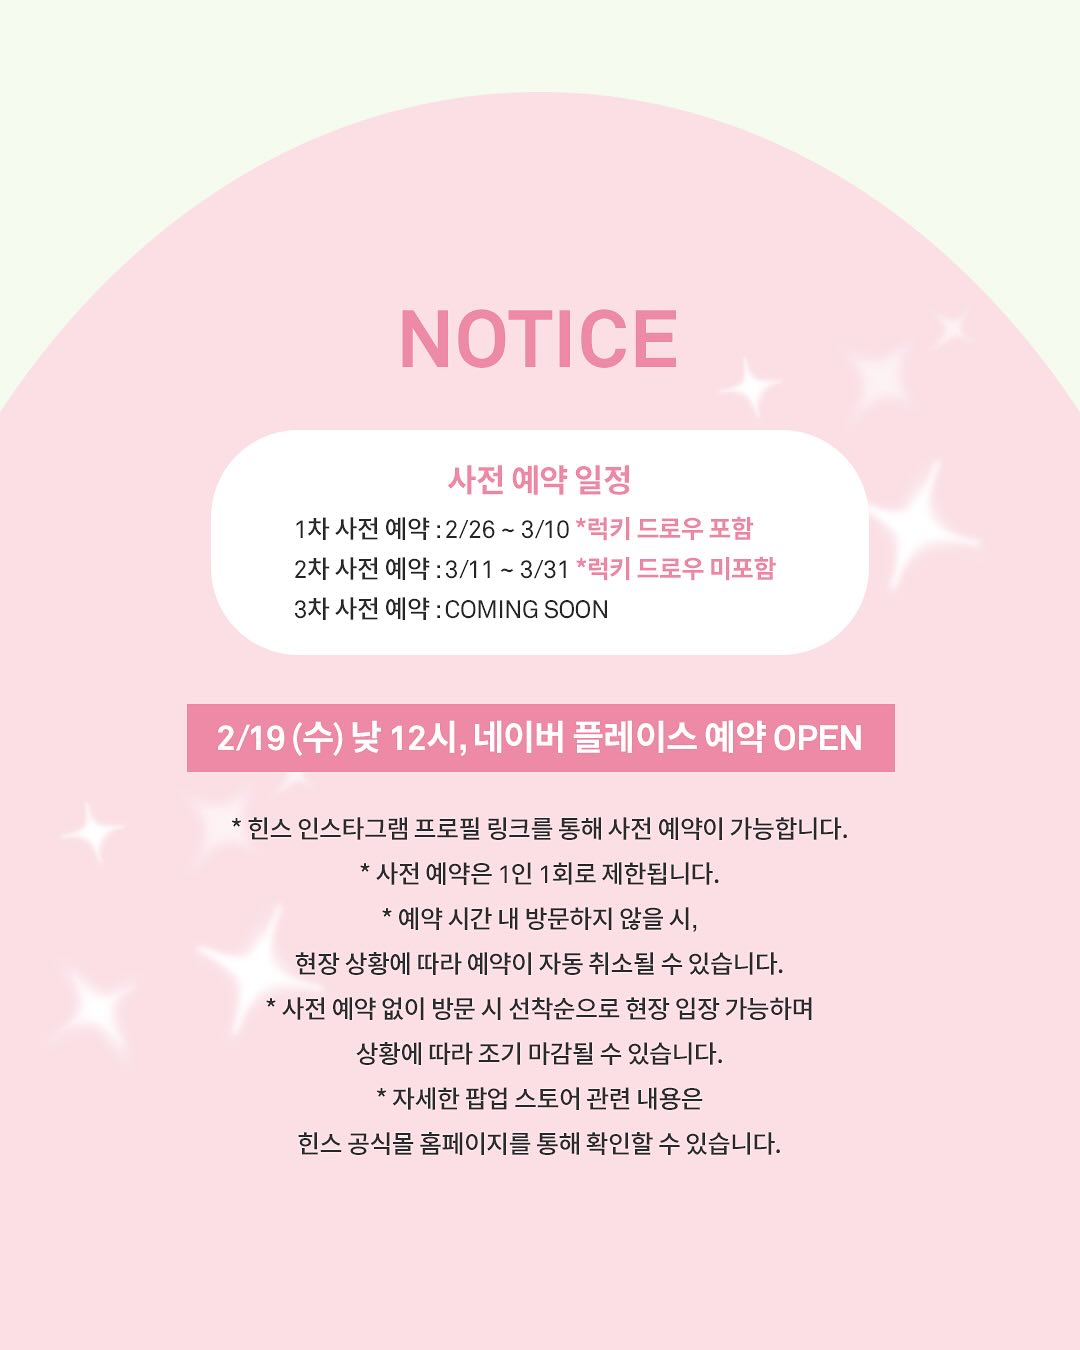 NOTICE
사전 예약 일정
1차 사전 예약 : 2/26 ~ 3/10 *럭키 드로우 포함
2차 사전 예약 : 3/11 ~ 3/31 *럭키 드로우 미포함
3차 사전 예약 : COMING SOON
2/19 (수) 낮 12시, 네이버 플레이스 예약 OPEN
* 힌스 인스타그램 프로필 링크를 통해 사전 예약이 가능합니다.
* 사전 예약은 1인 1회로 제한됩니다.
* 예약 시간 내 방문하지 않을 시,
현장 상황에 따라 예약이 자동 취소될 수 있습니다.
* 사전 예약 없이 방문 시 선착순으로 현장 입장 가능하며
상황에 따라 조기 마감될 수 있습니다.
* 자세한 팝업 스토어 관련 내용은
힌스 공식몰 홈페이지를 통해 확인할 수 있습니다.